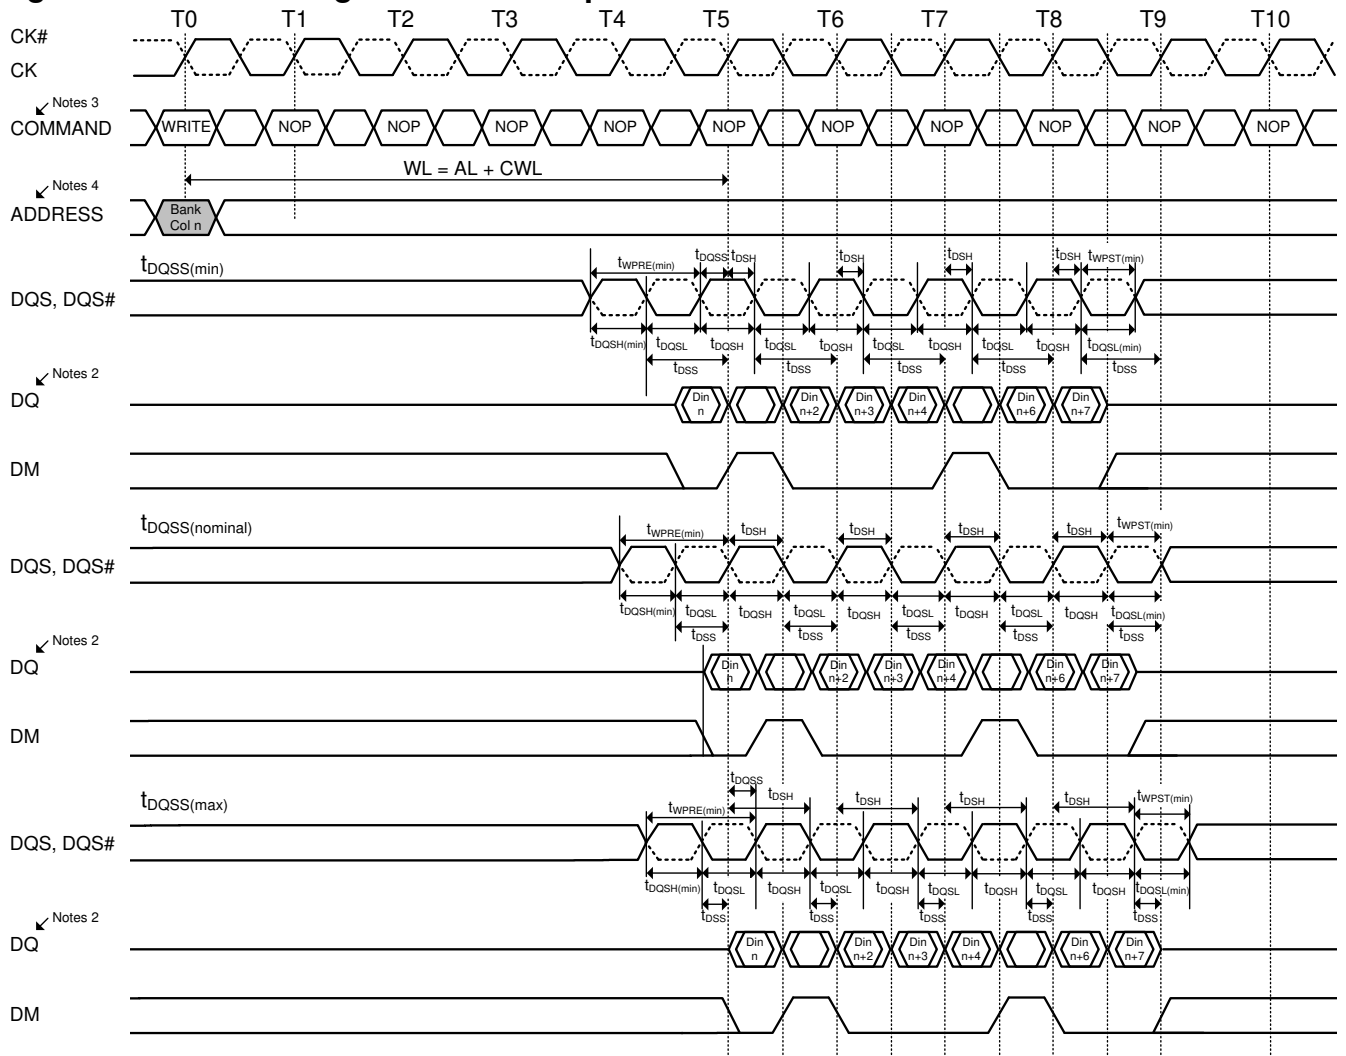 T0 T1 T2 T3 T4 T5 T6 T7 T8 T9 T10
CK#
CK
Notes 3
COMMAND WRITE NOP NOP NOP NOP NOP NOP NOP NOP NOP NOP
WL = AL + CWL
Notes 4
ADDRESS
Bank
Col n
tDQSS(min)
tWPRE(min) tDQSS tDSH tDSH tDSH tDSH tWPST(min)
DQS, DQS#
tDQSH(min) tDQSL tDQSH tDQSL tDQSH tDQSL tDQSH tDQSL tDQSH tDQSL(min)
tDSS tDSS tDSS tDSS tDSS
Notes 2
DQ
Din n Din n+2 Din n+3 Din n+4 Din n+6 Din n+7
DM
tDQSS(nominal)
tWPRE(min) tDSH tDSH tDSH tDSH tWPST(min)
DQS, DQS#
tDQSH(min) tDQSL tDQSH tDQSL tDQSH tDQSL tDQSH tDQSL tDQSH tDQSL(min)
tDSS tDSS tDSS tDSS tDSS
Notes 2
DQ
Din n Din n+2 Din n+3 Din n+4 Din n+6 Din n+7
DM
tDQSS
tDQSS(max)
tWPRE(min) tDSH tDSH tDSH tDSH tWPST(min)
DQS, DQS#
tDQSH(min) tDQSL tDQSH tDQSL tDQSH tDQSL tDQSH tDQSL tDQSH tDQSL(min)
tDSS tDSS tDSS tDSS tDSS
Notes 2
DQ
Din n Din n+2 Din n+3 Din n+4 Din n+6 Din n+7
DM